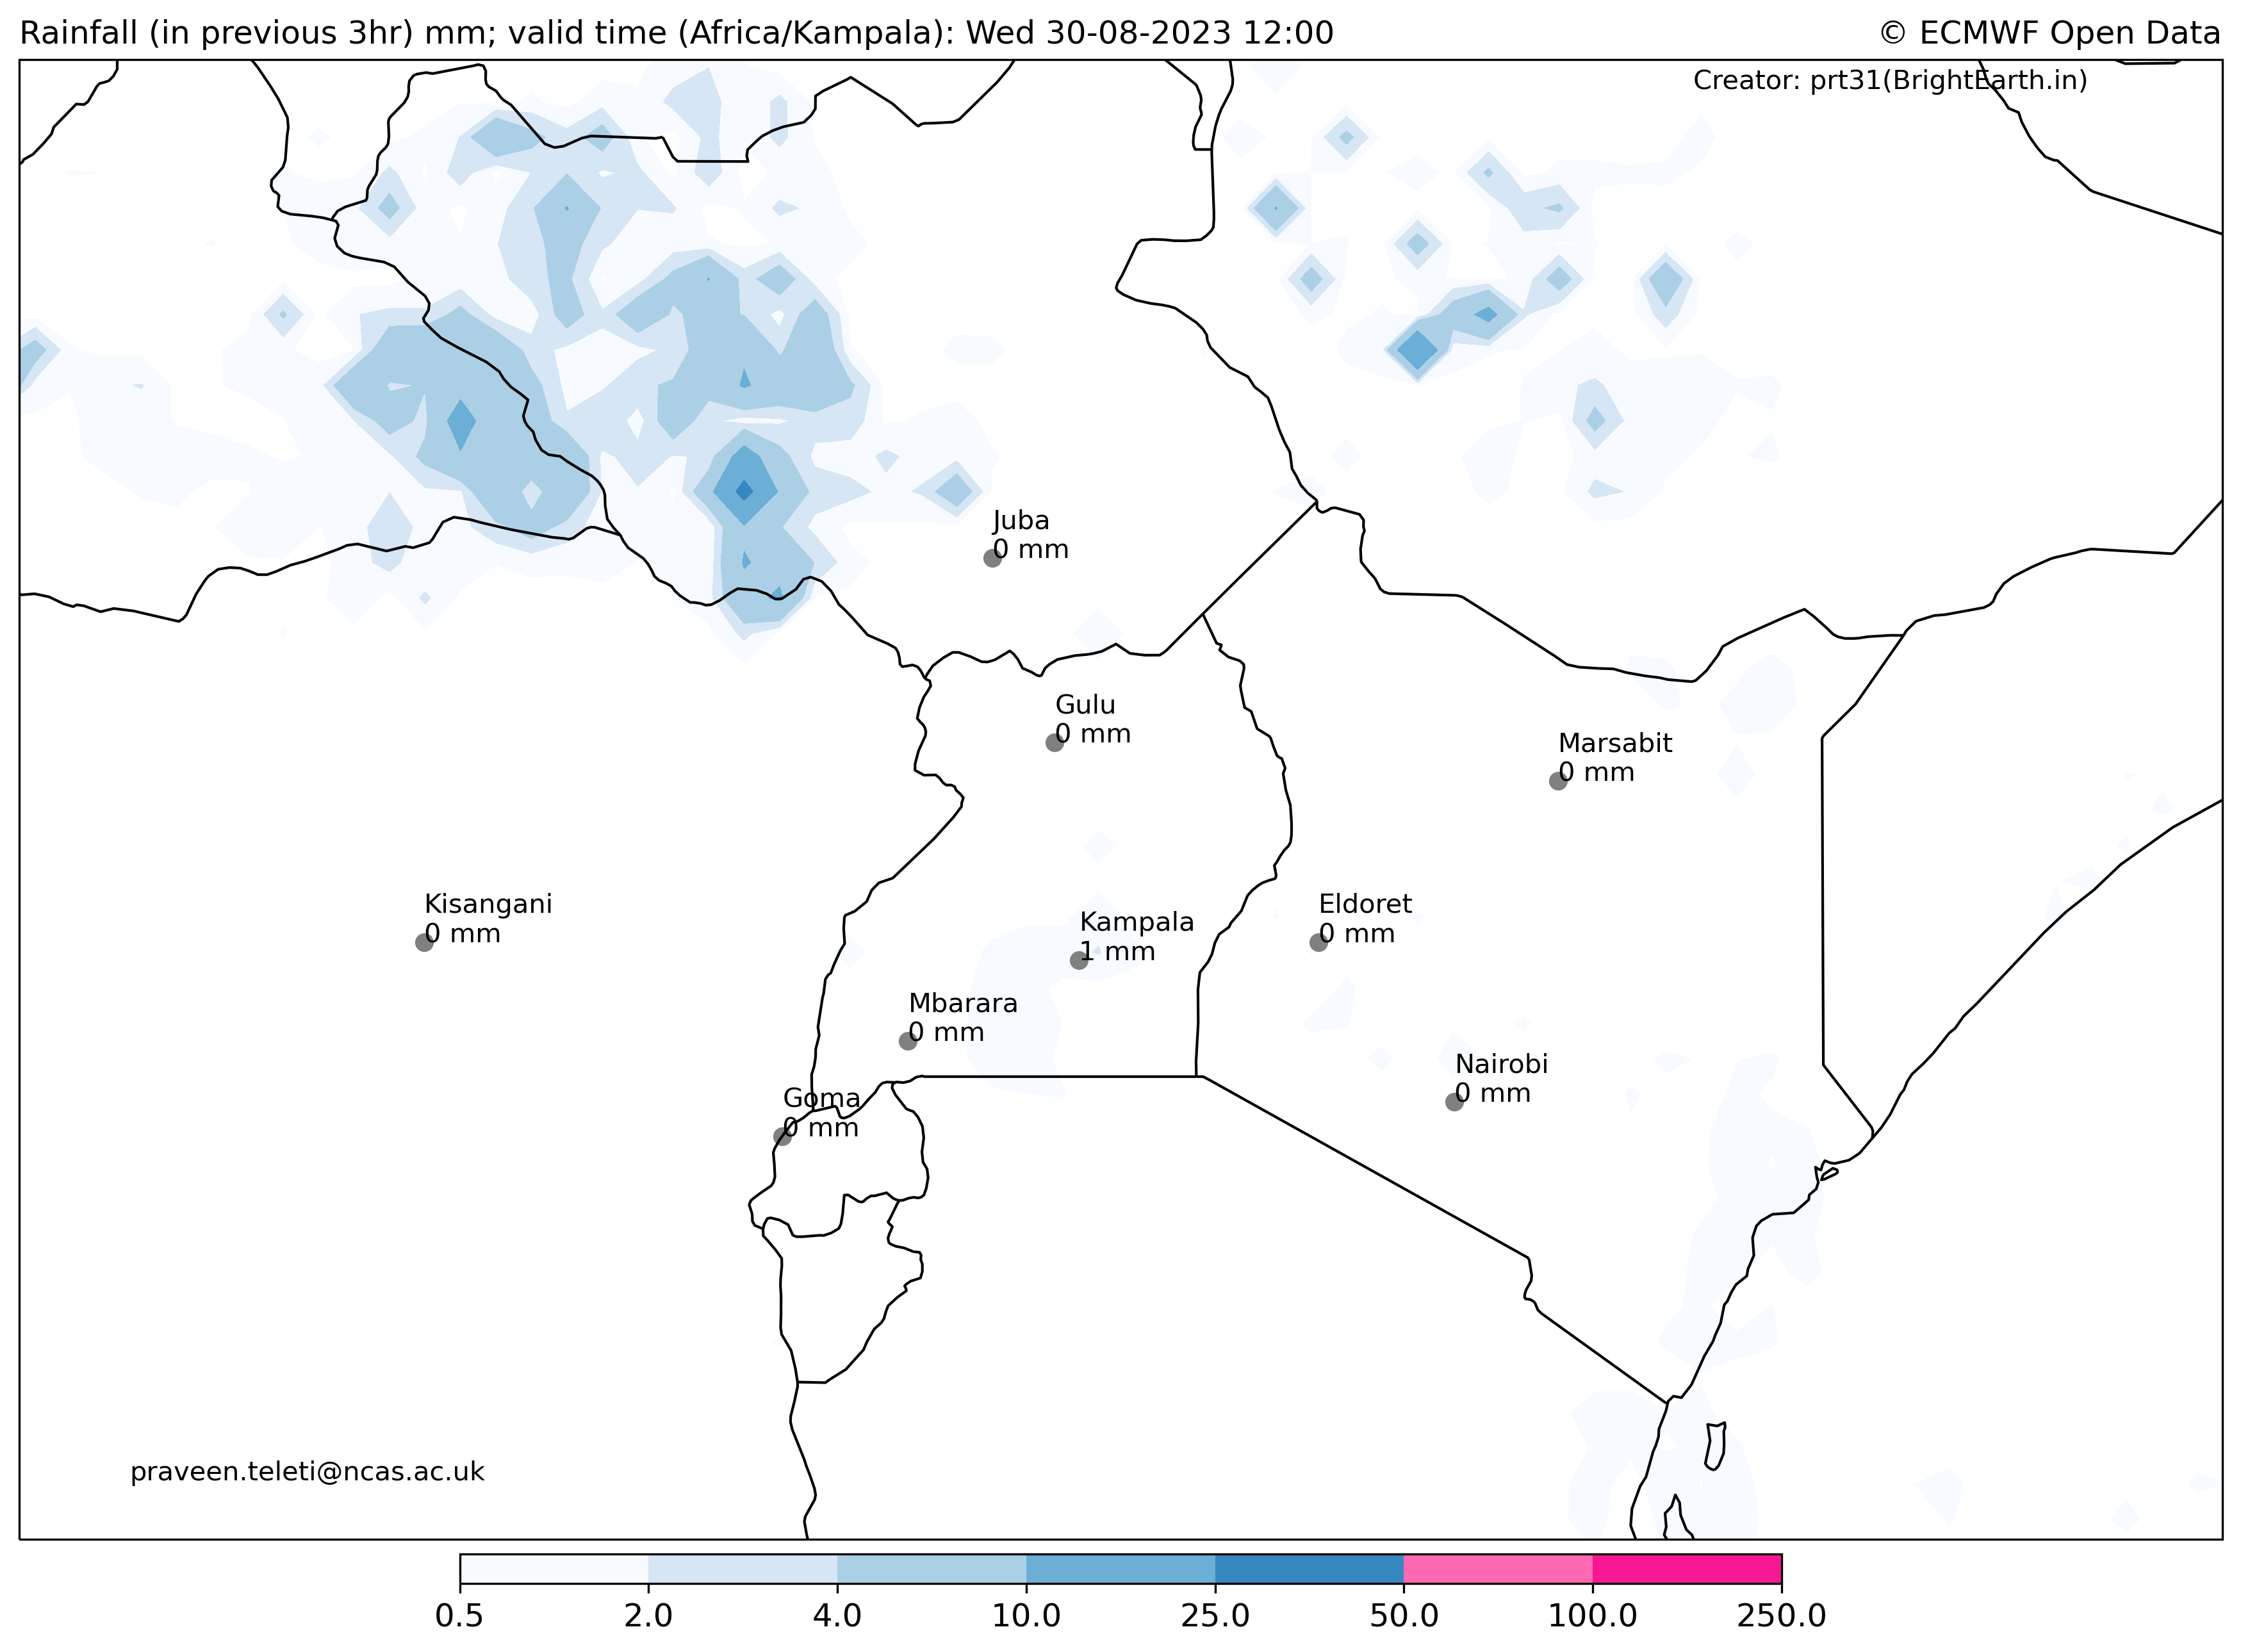 Rainfall (in previous 3hr) mm; valid time (Africa/Kampala): Wed 30-08-2023 12:00
© ECMWF Open Data
Creator: prt31(BrightEarth.in)
Juba
0 mm
Gulu
0 mm
Marsabit
0 mm
Kisangani
0 mm
Kampala
1 mm
Eldoret
0 mm
Mbarara
0 mm
Nairobi
0 mm
Goma
0 mm
praveen.teleti@ncas.ac.uk
0.5 2.0 4.0 10.0 25.0 50.0 100.0 250.0